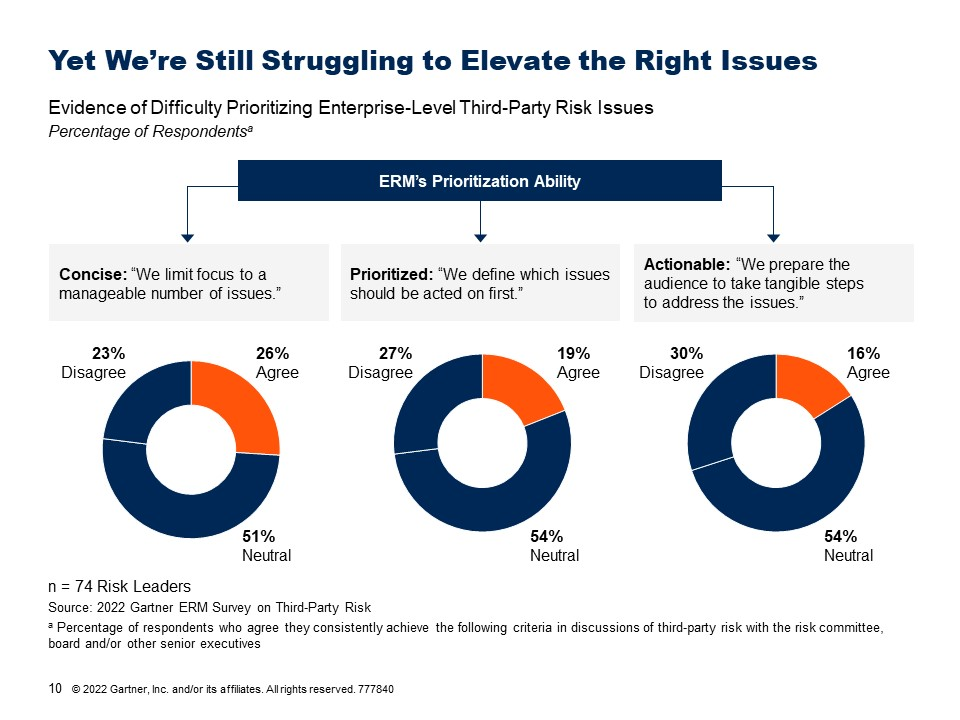 Yet We’re Still Struggling to Elevate the Right Issues
Evidence of Difficulty Prioritizing Enterprise-Level Third-Party Risk Issues
Percentage of Respondentsᵃ
ERM’s Prioritization Ability
Concise: “We limit focus to a
manageable number of issues.”
Prioritized: “We define which issues
should be acted on first.”
Actionable: “We prepare the
audience to take tangible steps
to address the issues.”
23%
Disagree
26%
Agree
51%
Neutral
27%
Disagree
19%
Agree
54%
Neutral
30%
Disagree
16%
Agree
54%
Neutral
n = 74 Risk Leaders
Source: 2022 Gartner ERM Survey on Third-Party Risk
ᵃ Percentage of respondents who agree they consistently achieve the following criteria in discussions of third-party risk with the risk committee,
board and/or other senior executives
10 © 2022 Gartner, Inc. and/or its affiliates. All rights reserved. 777840